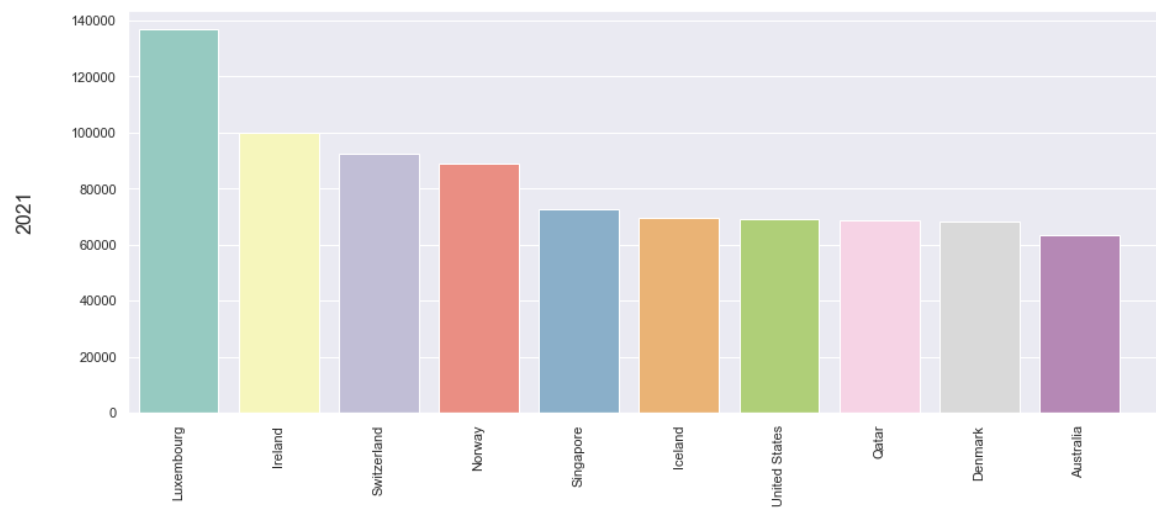 140000
120000
100000
80000
60000
40000
20000
0
2021
Luxembourg
Ireland
Switzerland
Norway
Singapore
Iceland
United States
Qatar
Denmark
Australia